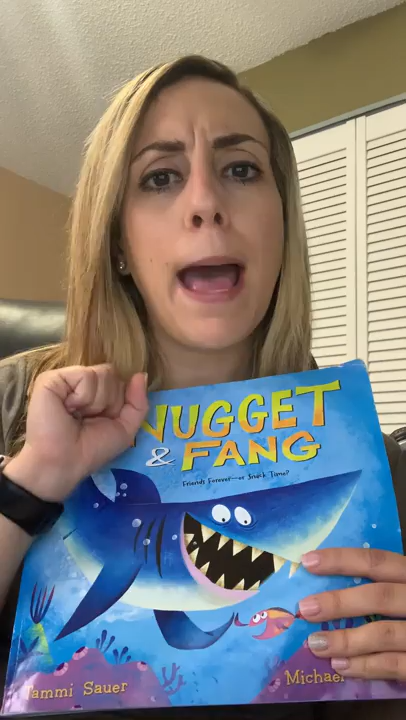 NUGGET
& FANG
Friends Forever—or Snack Time?
Tammi Sauer
Michael